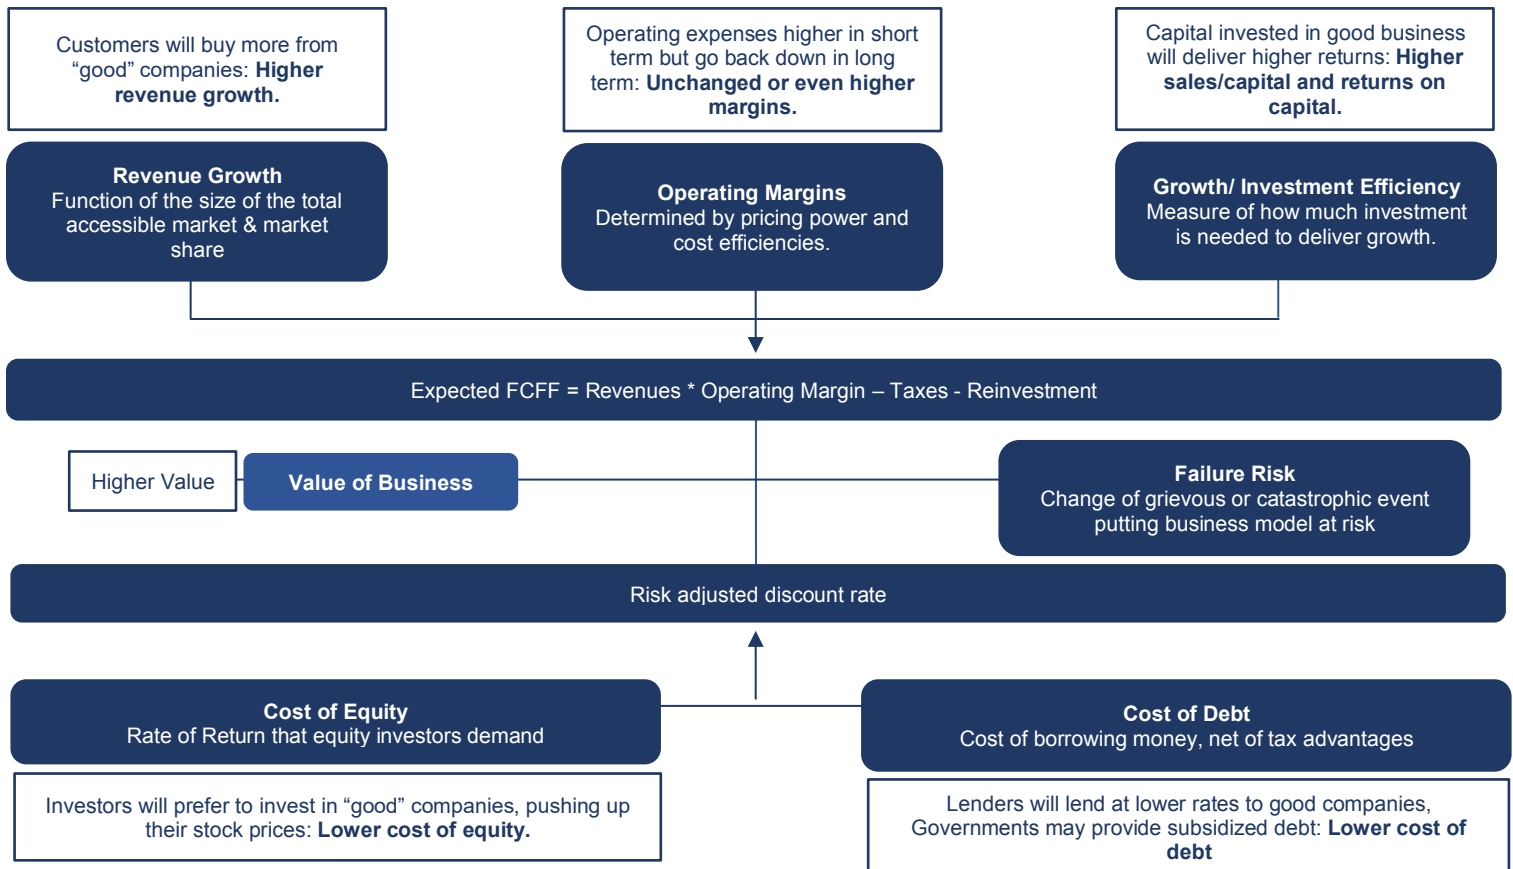 Customers will buy more from
“good” companies: Higher
revenue growth.
Operating expenses higher in short
term but go back down in long
term: Unchanged or even higher
margins.
Capital invested in good business
will deliver higher returns: Higher
sales/capital and returns on
capital.
Revenue Growth
Function of the size of the total
accessible market & market
share
Operating Margins
Determined by pricing power and
cost efficiencies.
Growth/ Investment Efficiency
Measure of how much investment
is needed to deliver growth.
Expected FCFF = Revenues * Operating Margin – Taxes - Reinvestment
Higher Value
Value of Business
Failure Risk
Change of grievous or catastrophic event
putting business model at risk
Risk adjusted discount rate
Cost of Equity
Rate of Return that equity investors demand
Cost of Debt
Cost of borrowing money, net of tax advantages
Investors will prefer to invest in “good” companies, pushing up
their stock prices: Lower cost of equity.
Lenders will lend at lower rates to good companies,
Governments may provide subsidized debt: Lower cost of
debt